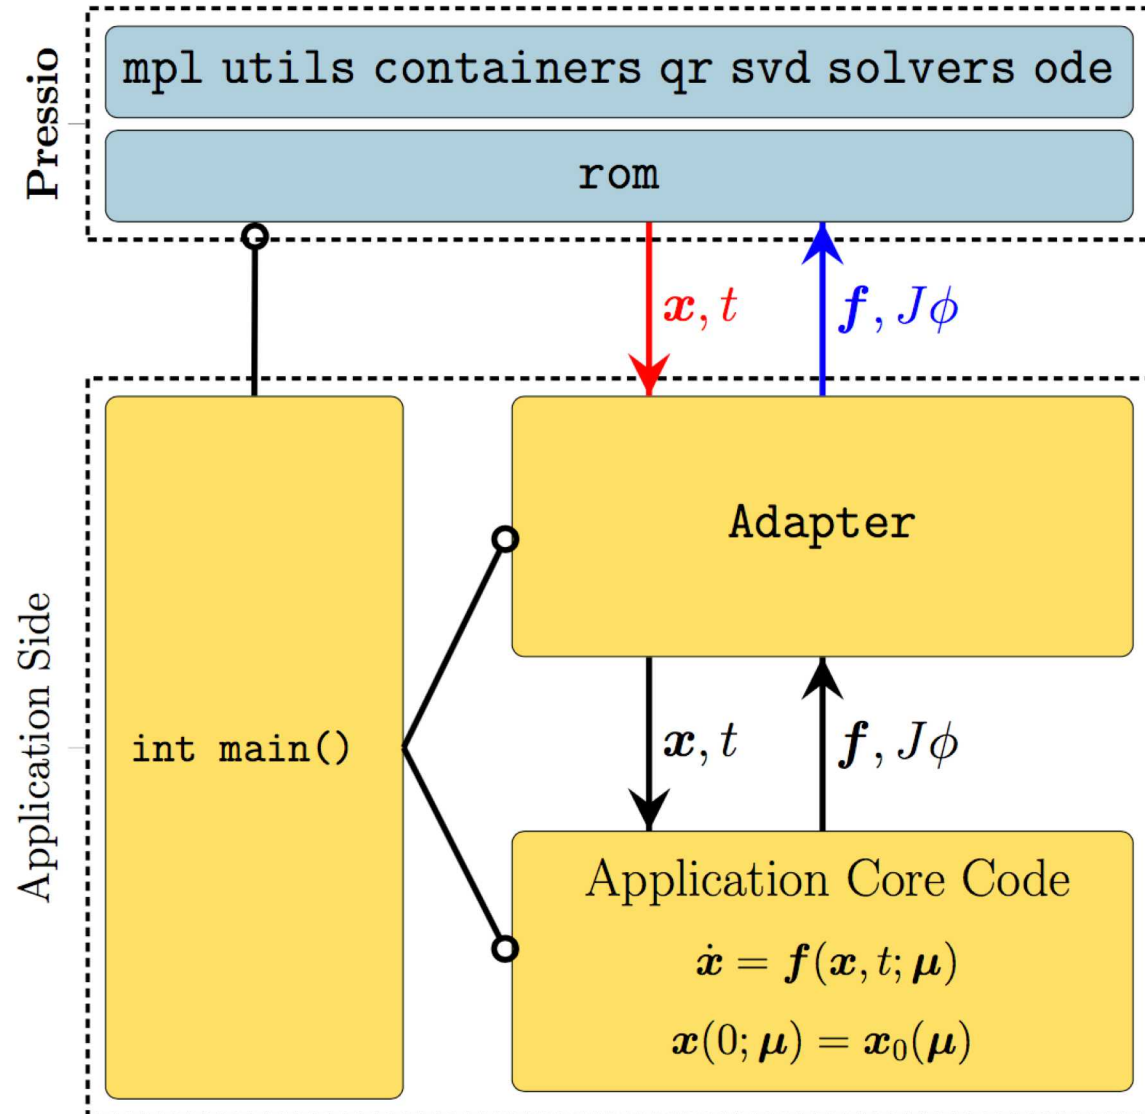 Pressio
mpl utils containers qr svd solvers ode
rom
x, t
f, Jϕ
Application Side
int main()
Adapter
x, t
f, Jϕ
Application Core Code
ẋ = f(x, t; μ)
x(0; μ) = x₀(μ)